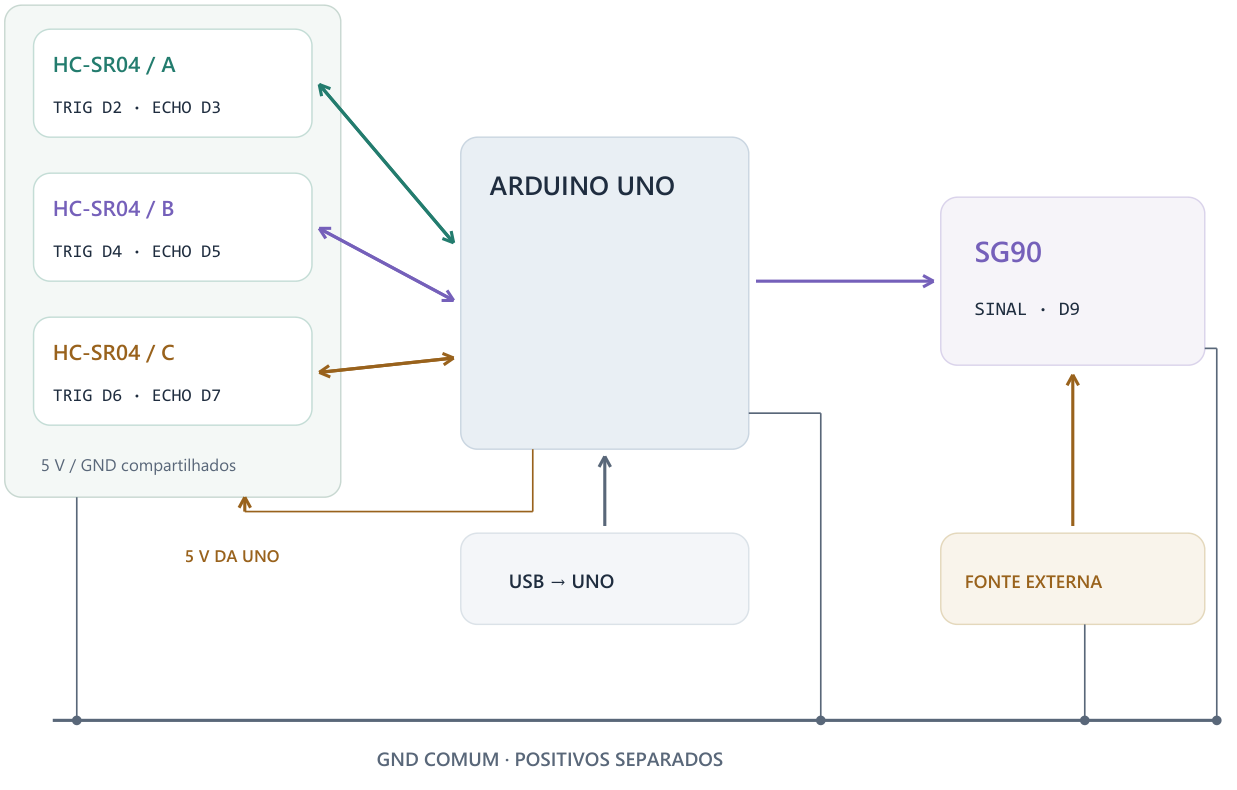 HC-SR04 / A
TRIG D2 · ECHO D3
HC-SR04 / B
TRIG D4 · ECHO D5
HC-SR04 / C
TRIG D6 · ECHO D7
5 V / GND compartilhados
5 V DA UNO
ARDUINO UNO
USB → UNO
SG90
SINAL · D9
FONTE EXTERNA
GND COMUM · POSITIVOS SEPARADOS